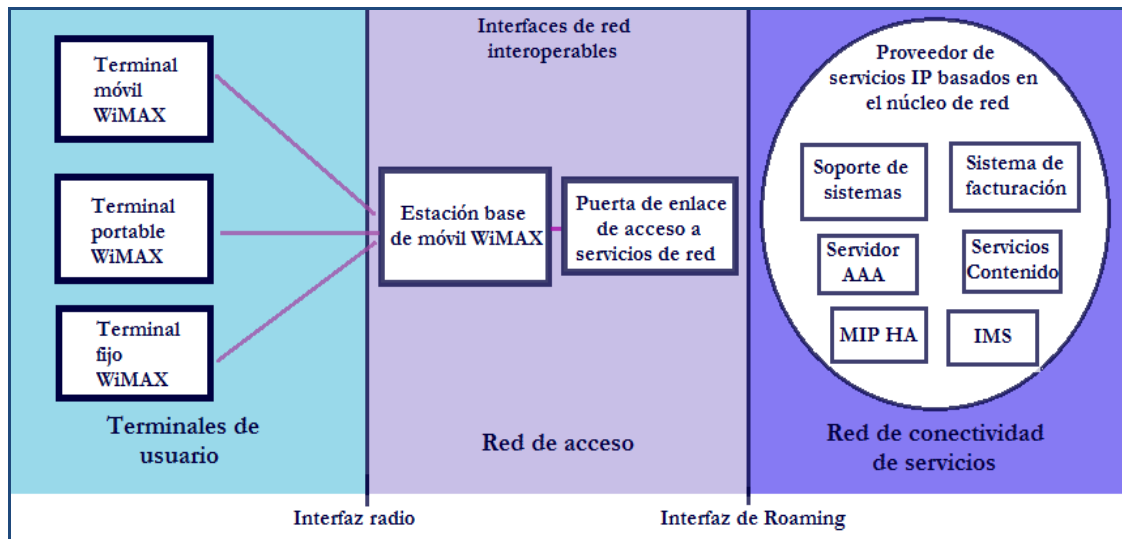 Terminal
móvil
WiMAX
Terminal
portable
WiMAX
Terminal
fijo
WiMAX
Terminales de
usuario
Interfaces de red
interoperables
Estación base
de móvil WiMAX
Puerta de enlace
de acceso a
servicios de red
Red de acceso
Proveedor de
servicios IP basados en
el núcleo de red
Soporte de
sistemas
Sistema de
facturación
Servidor
AAA
Servicios
Contenido
MIP HA
IMS
Red de conectividad
de servicios
Interfaz radio
Interfaz de Roaming